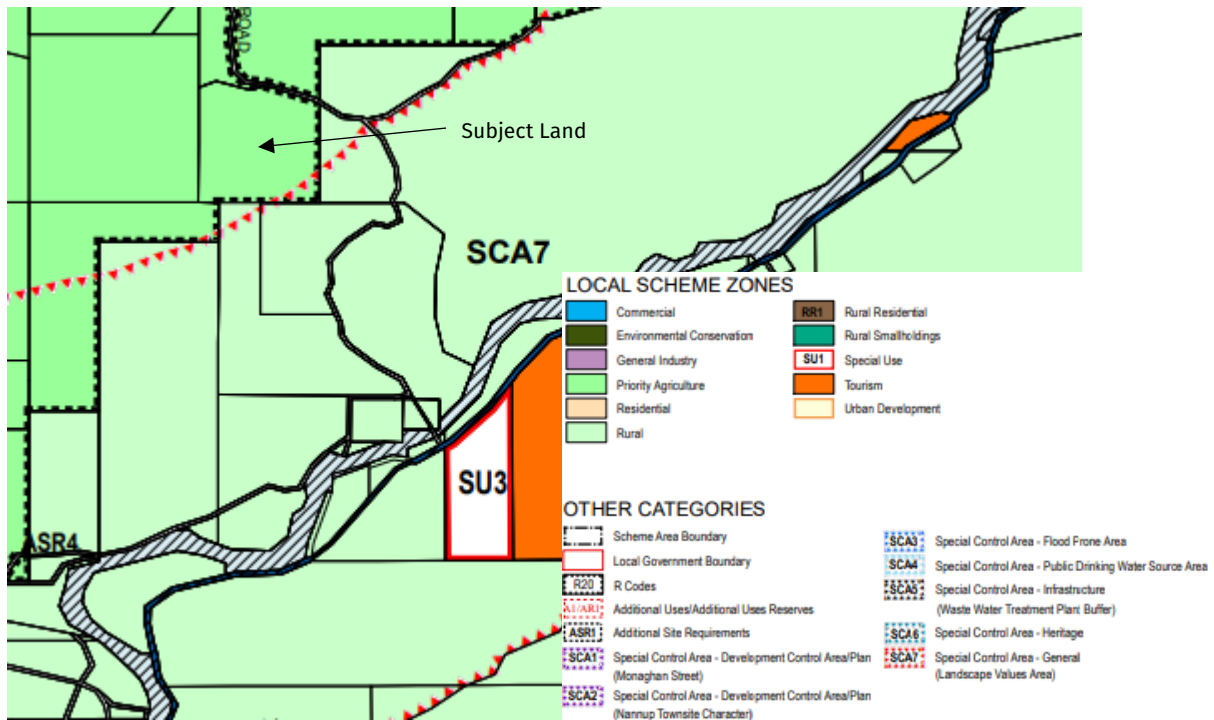 ROAD
Subject Land
SCA7
SU3
ASR4
LOCAL SCHEME ZONES
Commercial
Environmental Conservation
General Industry
Priority Agriculture
Residential
Rural
RR1 Rural Residential
Rural Smallholdings
SU1 Special Use
Tourism
Urban Development
OTHER CATEGORIES
Scheme Area Boundary
Local Government Boundary
R20 R Codes
A1/AR1 Additional Uses/Additional Uses Reserves
ASR1 Additional Site Requirements
SCA1 Special Control Area - Development Control Area/Plan
(Monaghan Street)
SCA2 Special Control Area - Development Control Area/Plan
(Nannup Townsite Character)
SCA3 Special Control Area - Flood Prone Area
SCA4 Special Control Area - Public Drinking Water Source Area
SCA5 Special Control Area - Infrastructure
(Waste Water Treatment Plant Buffer)
SCA6 Special Control Area - Heritage
SCA7 Special Control Area - General
(Landscape Values Area)